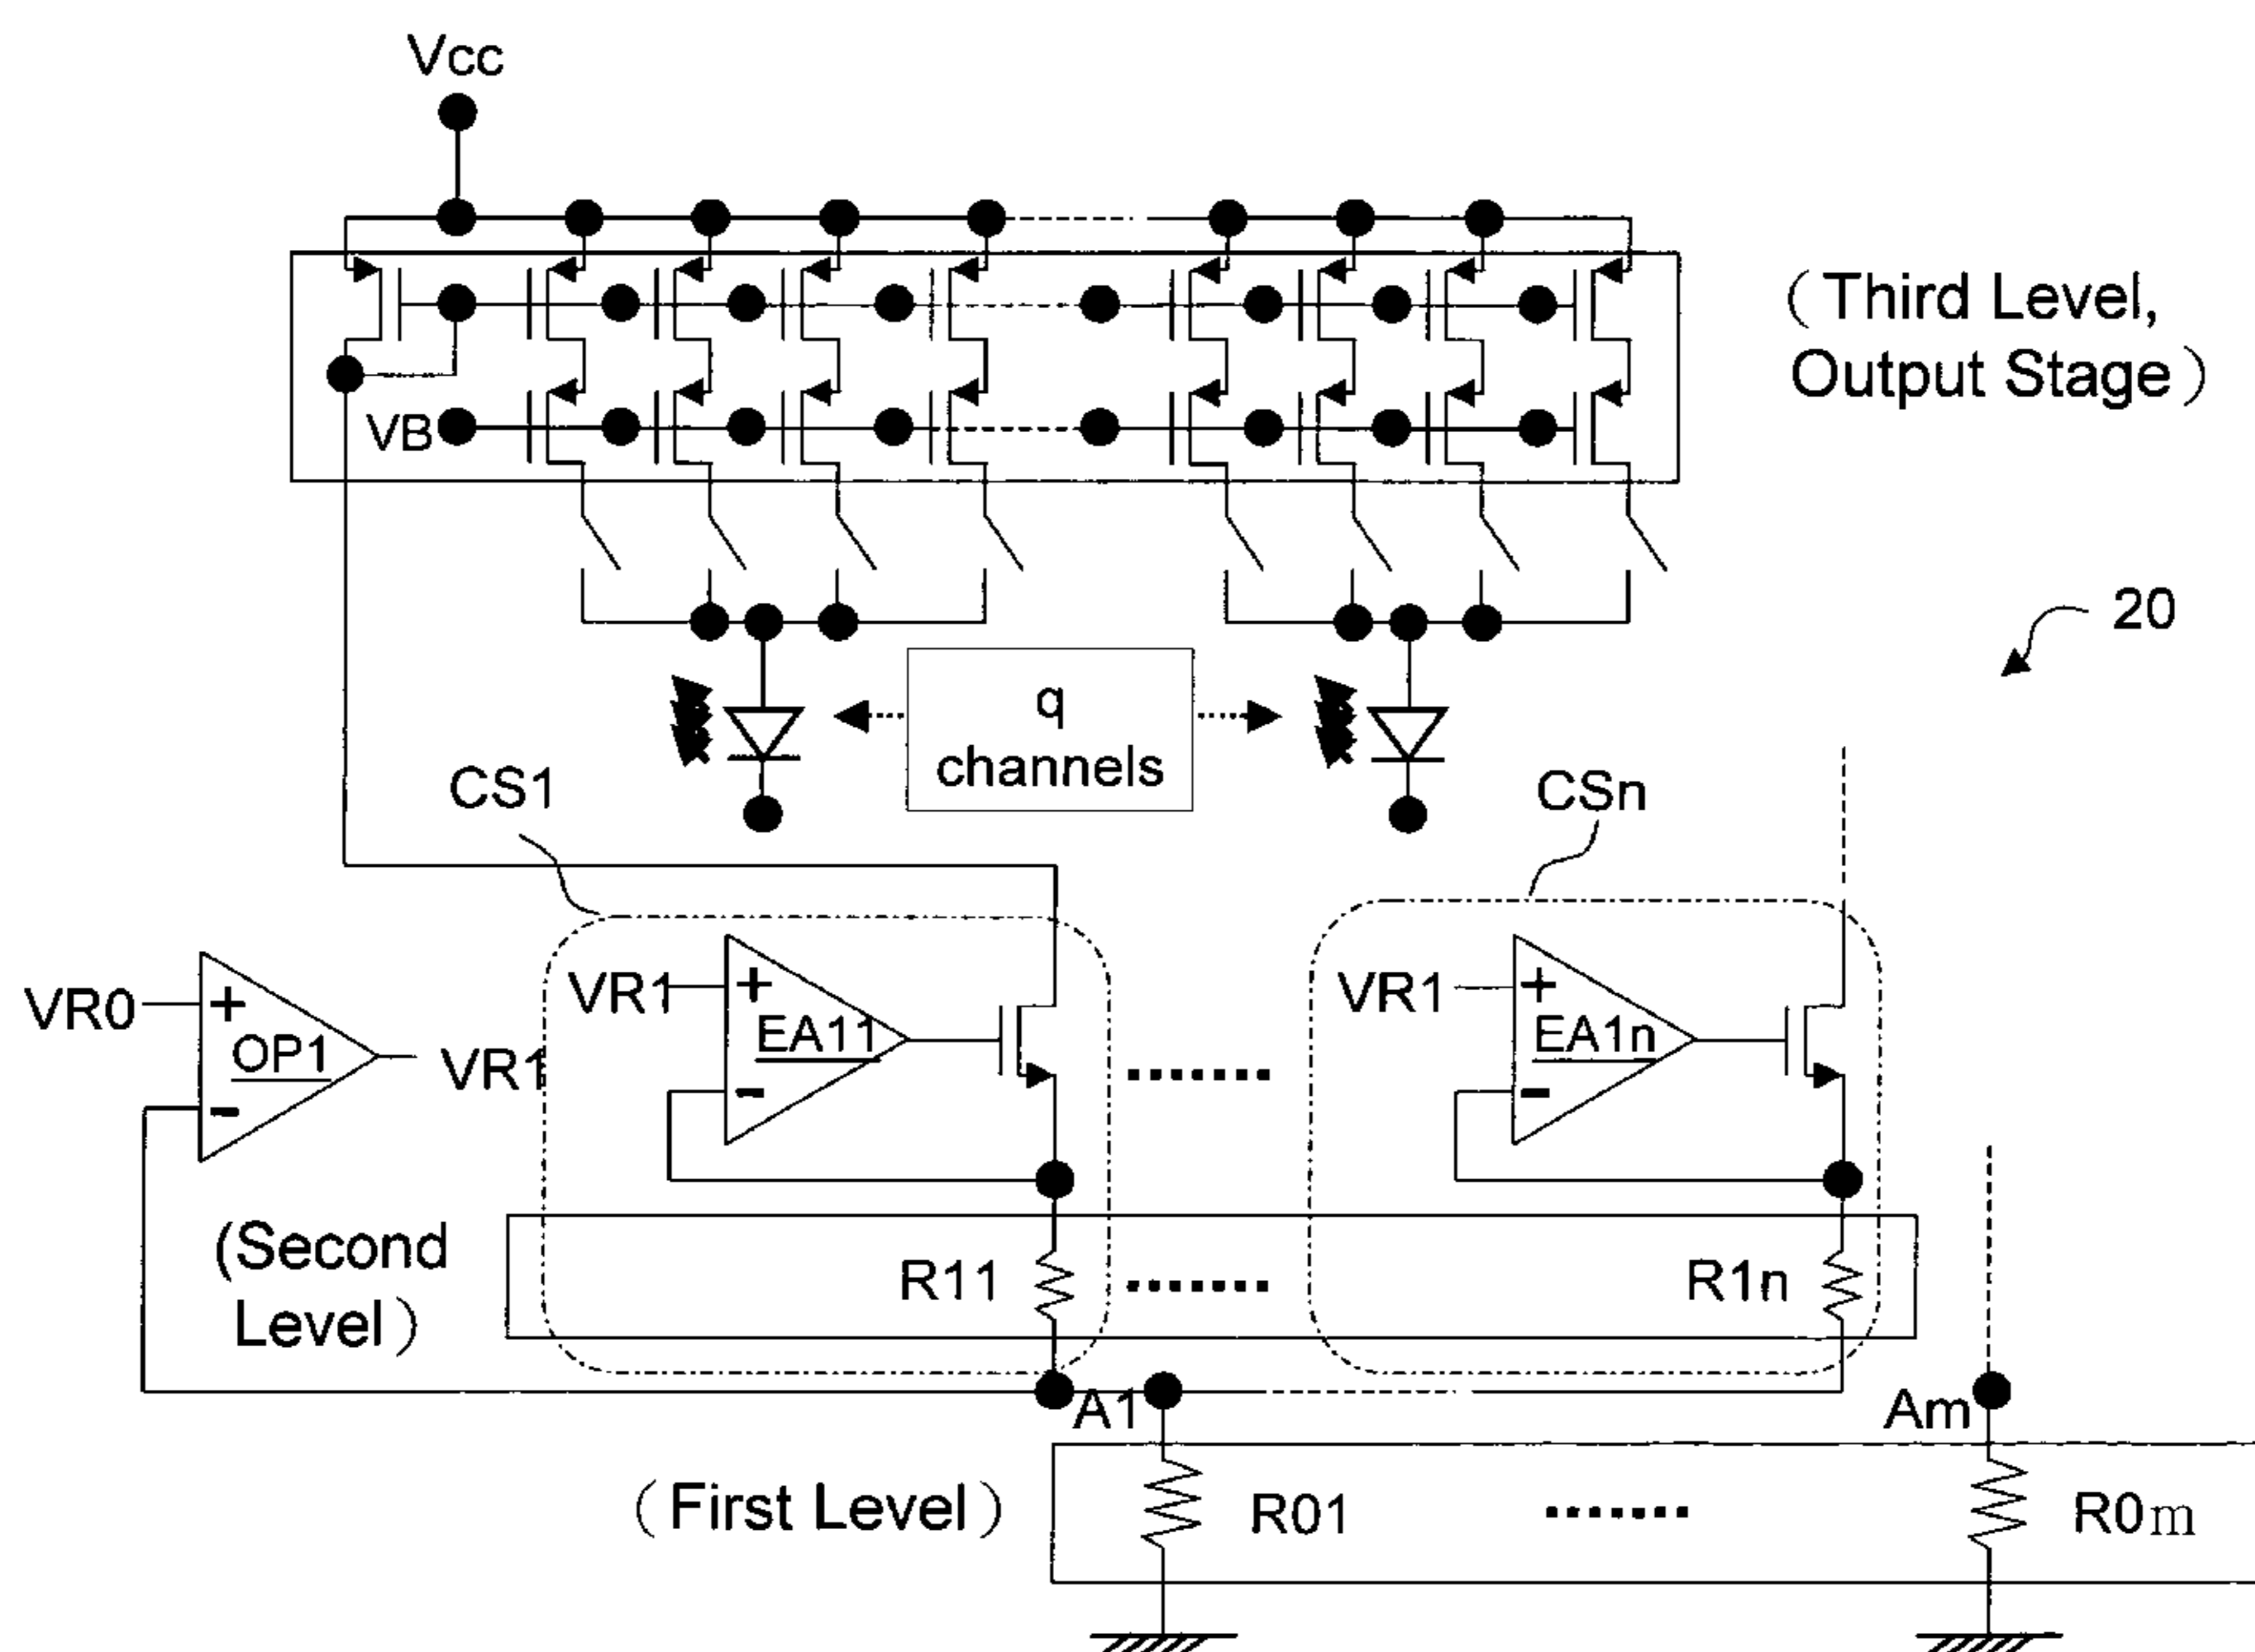 Vcc
(Third Level,
Output Stage)
VB
20
q
channels
CS1
CSn
VR0
+
OP1
-
VR1
VR1
+
EA11
-
VR1
+
EA1n
-
(Second
Level)
R11
R1n
A1
Am
(First Level)
R01
R0m